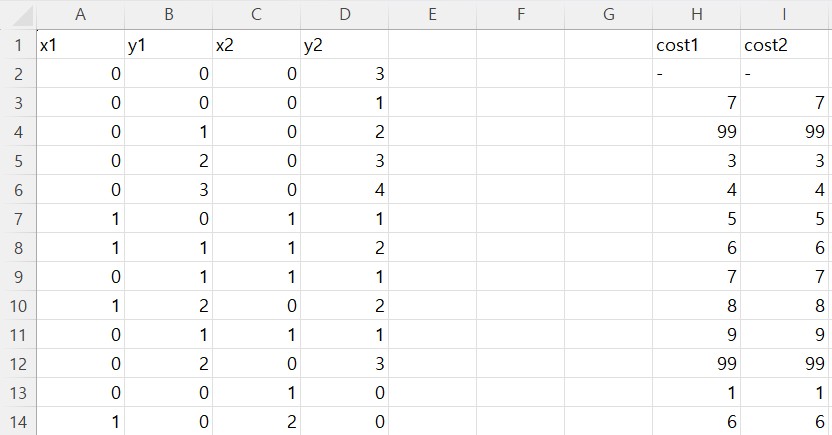 A B C D E F G H I
1 x1 y1 x2 y2 cost1 cost2
2 0 0 0 3 - -
3 0 0 0 1 7 7
4 0 1 0 2 99 99
5 0 2 0 3 3 3
6 0 3 0 4 4 4
7 1 0 1 1 5 5
8 1 1 1 2 6 6
9 0 1 1 1 7 7
10 1 2 0 2 8 8
11 0 1 1 1 9 9
12 0 2 0 3 99 99
13 0 0 1 0 1 1
14 1 0 2 0 6 6